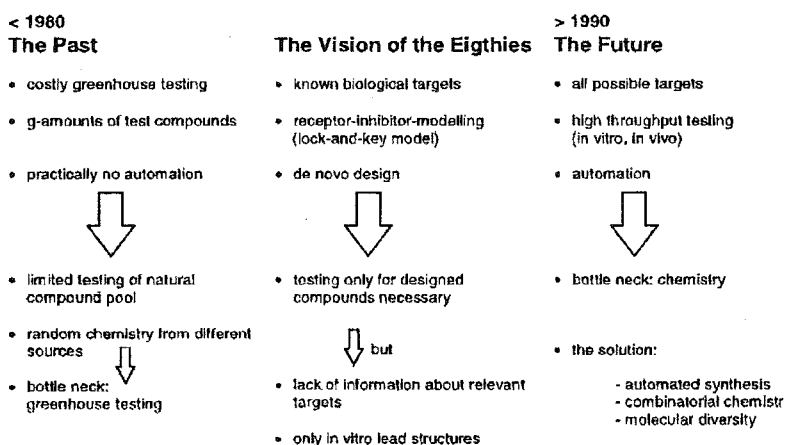 < 1980
The Past
• costly greenhouse testing
• g-amounts of test compounds
• practically no automation
• limited testing of natural
compound pool
• random chemistry from different
sources
• bottle neck:
greenhouse testing
The Vision of the Eigthies
• known biological targets
• receptor-inhibitor-modelling
(lock-and-key model)
• de novo design
• testing only for designed
compounds necessary
but
• lack of information about relevant
targets
• only in vitro lead structures
> 1990
The Future
• all possible targets
• high throughput testing
(in vitro, in vivo)
• automation
• bottle neck: chemistry
• the solution:
- automated synthesis
- combinatorial chemistr
- molecular diversity